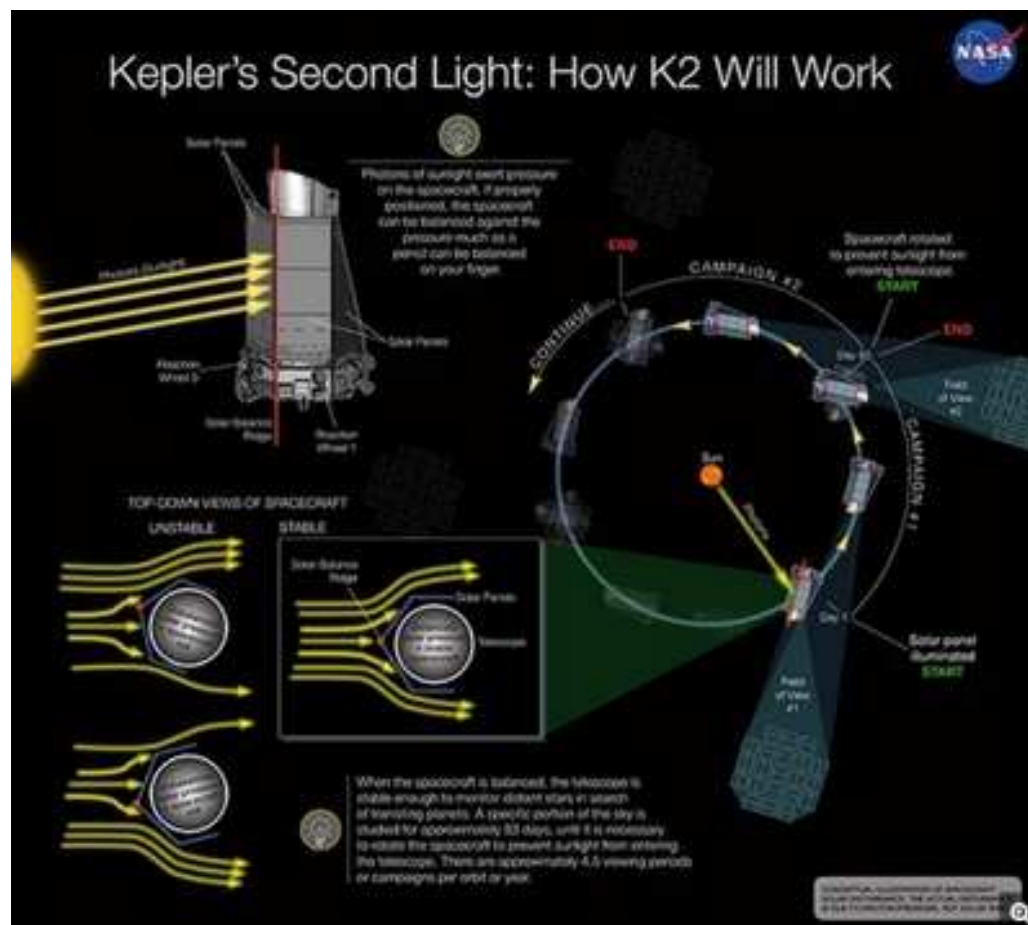 NASA
Kepler's Second Light: How K2 Will Work
Solar Panels
Photons of sunlight exert pressure
on the spacecraft. If properly
positioned, the spacecraft
can be balanced against the
pressure much as a
pencil can be balanced
on your finger.
Photons (Sunlight)
Solar Panels
Reaction
Wheel
Solar-Balance
Ridge
Reaction
Wheel
END
CAMPAIGN #2
Spacecraft rotated
to prevent sunlight from
entering telescope.
START
END
CONTINUE
Day
Field
of View
CAMPAIGN #1
Sun
Day 1
Solar panel
illuminated
START
Field
of View
#1
TOP-DOWN VIEWS OF SPACECRAFT
UNSTABLE
STABLE
Solar-Balance
Ridge
Solar Panels
Telescope
When the spacecraft is balanced, the telescope is
stable enough to monitor distant stars in search
of transiting planets. A specific portion of the sky is
studied for approximately 83 days, until it is necessary
to rotate the spacecraft to prevent sunlight from entering
the telescope. There are approximately 4.5 viewing periods
or campaigns per orbit or year.
CONCEPTUAL ILLUSTRATION OF SPACECRAFT